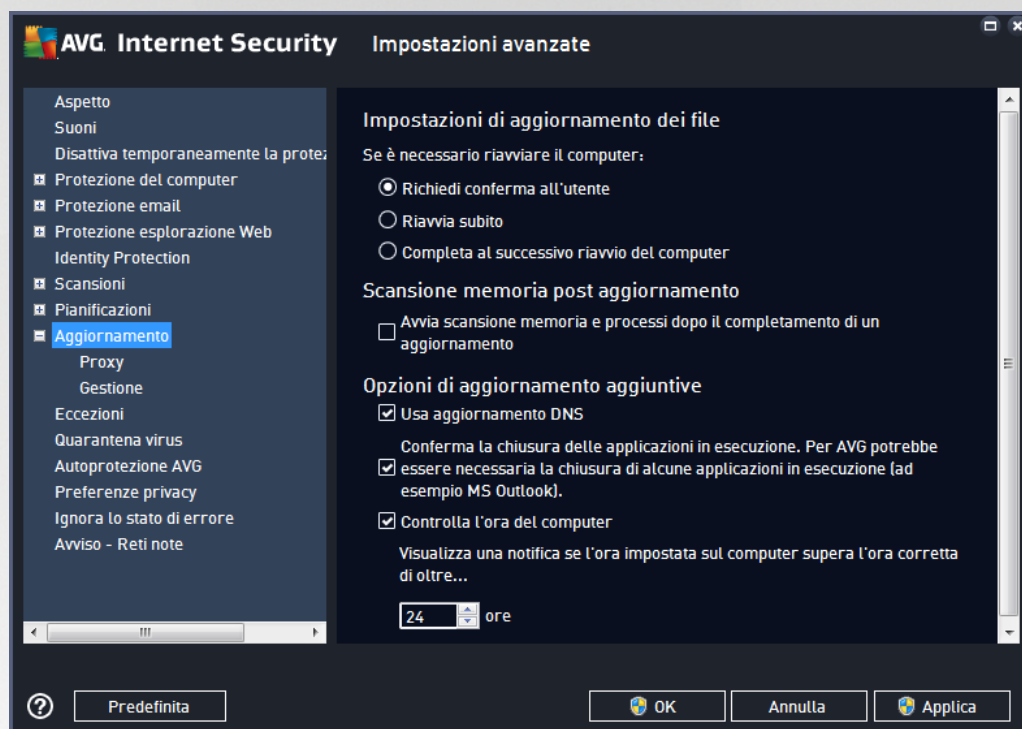 AVG. Internet Security
Impostazioni avanzate
Aspetto
Suoni
Disattiva temporaneamente la
Protezione del computer
Protezione email
Protezione esplorazione Web
Identity Protection
Scansioni
Pianificazioni
Aggiornamento
Proxy
Gestione
Eccezioni
Quarantena virus
Autoprotezione AVG
Preferenze privacy
Ignora lo stato di errore
Avviso - Reti note
Impostazioni di aggiornamento dei file
Se è necessario riavviare il computer:
Richiedi conferma all'utente
Riavvia subito
Completa al successivo riavvio del computer
Scansione memoria post aggiornamento
Avvia scansione memoria e processi dopo il completamento di un
aggiornamento
Opzioni di aggiornamento aggiuntive
Usa aggiornamento DNS
Conferma la chiusura delle applicazioni in esecuzione. Per AVG potrebbe
essere necessaria la chiusura di alcune applicazioni in esecuzione (ad
esempio MS Outlook).
Controlla l'ora del computer
Visualizza una notifica se l'ora impostata sul computer supera l'ora corretta
di oltre...
24 ore
Predefinita
OK
Annulla
Applica